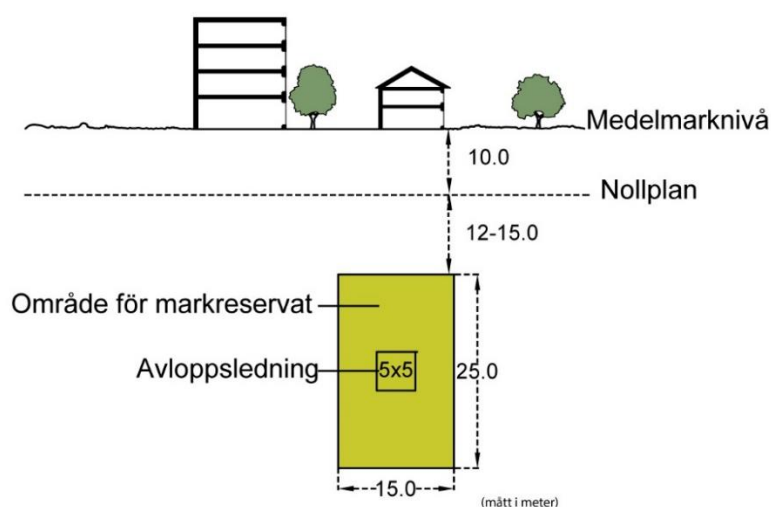 Medelmarknivå
10.0
Nollplan
12-15.0
Område för markreservat
Avloppsledning
5x5
25.0
15.0
(mått i meter)